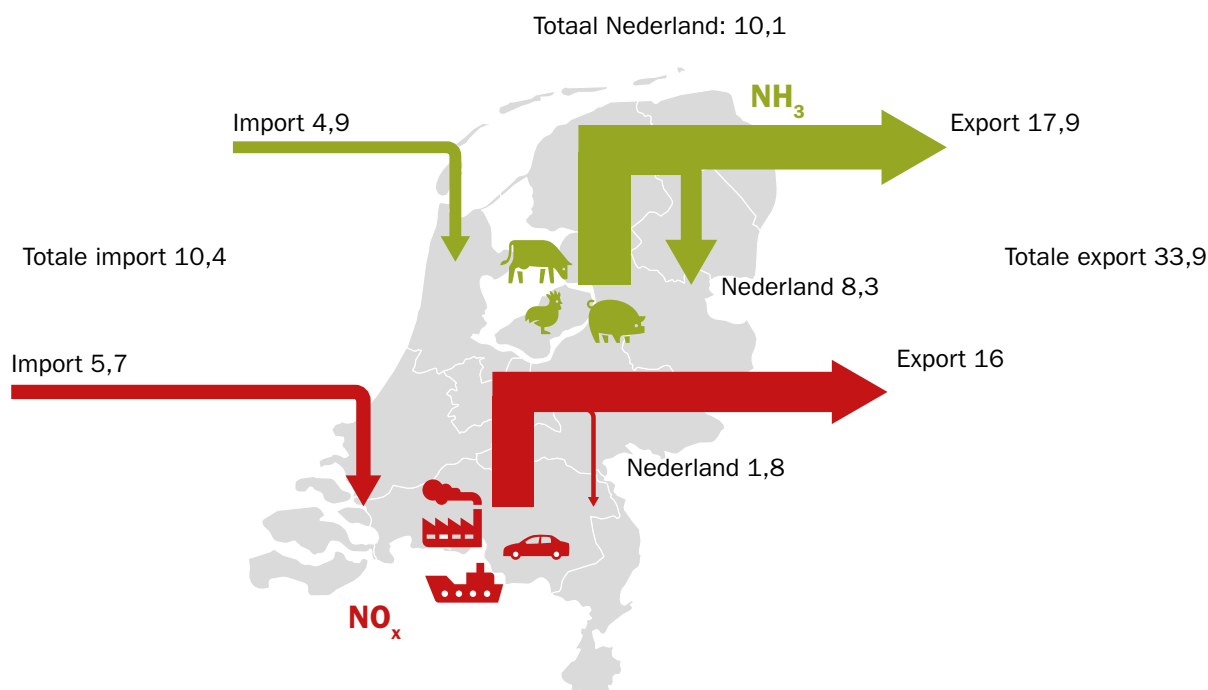 Totaal Nederland: 10,1
NH3
Import 4,9
Export 17,9
Totale import 10,4
Totale export 33,9
Nederland 8,3
Import 5,7
Export 16
Nederland 1,8
NOx